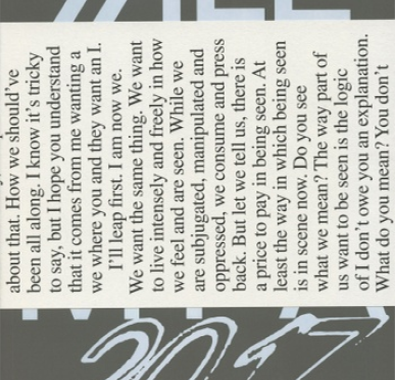 about that. How we should've
been all along. I know it's tricky
to say, but I hope you understand
that it comes from me wanting a
we where you and they want an I.
I'll leap first. I am now we.
We want the same thing. We want
to live intensely and freely in how
we feel and are seen. While we
are subjugated, manipulated and
oppressed, we consume and press
back. But let we tell us, there is
a price to pay in being seen. At
least the way in which being seen
is in scene now. Do you see
what we mean? The way part of
us want to be seen is the logic
of I don't owe you an explanation.
What do you mean? You don't